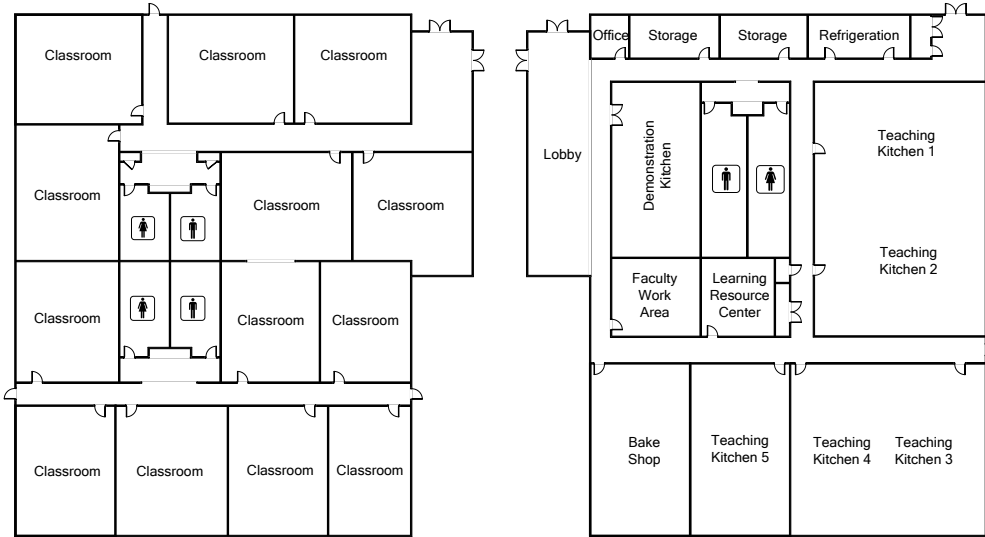 Classroom
Classroom
Classroom
Classroom
Classroom
Classroom
Classroom
Classroom
Classroom
Classroom
Classroom
Classroom
Classroom
Office
Storage
Storage
Refrigeration
Lobby
Demonstration
Kitchen
Teaching
Kitchen 1
Teaching
Kitchen 2
Faculty
Work
Area
Learning
Resource
Center
Bake
Shop
Teaching
Kitchen 5
Teaching
Kitchen 4
Teaching
Kitchen 3